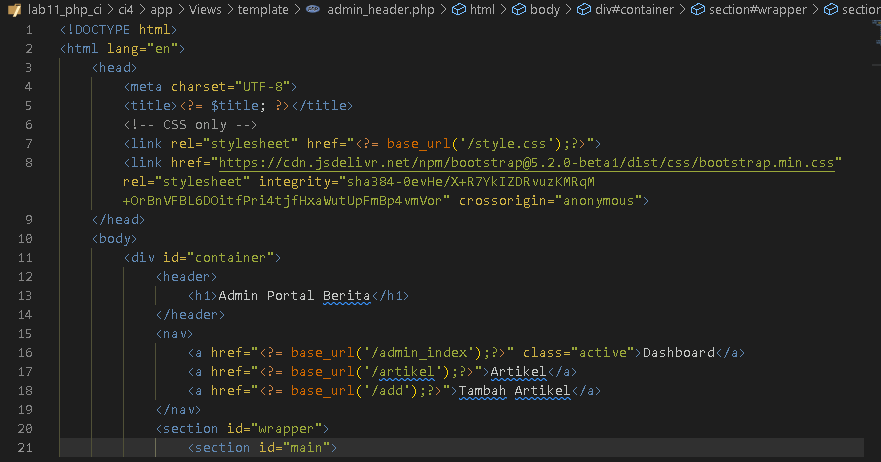 lab11_php_ci > ci4 > app > Views > template > admin_header.php > html > body > div#container > section#wrapper > section
1 <!DOCTYPE html>
2 <html lang="en">
3 <head>
4 <meta charset="UTF-8">
5 <title><?= $title; ?></title>
6 <!-- CSS only -->
7 <link rel="stylesheet" href="<?= base_url('/style.css');?>">
8 <link href="https://cdn.jsdelivr.net/npm/bootstrap@5.2.0-beta1/dist/css/bootstrap.min.css"
rel="stylesheet" integrity="sha384-0evHe/X+R7YkIZDRvuzKMRqM
+OrBnVFBL6DOitfPri4tjfHxaWutUpFmBp4vmVor" crossorigin="anonymous">
9 </head>
10 <body>
11 <div id="container">
12 <header>
13 <h1>Admin Portal Berita</h1>
14 </header>
15 <nav>
16 <a href="<?= base_url('/admin_index');?>" class="active">Dashboard</a>
17 <a href="<?= base_url('/artikel');?>">Artikel</a>
18 <a href="<?= base_url('/add');?>">Tambah Artikel</a>
19 </nav>
20 <section id="wrapper">
21 <section id="main">